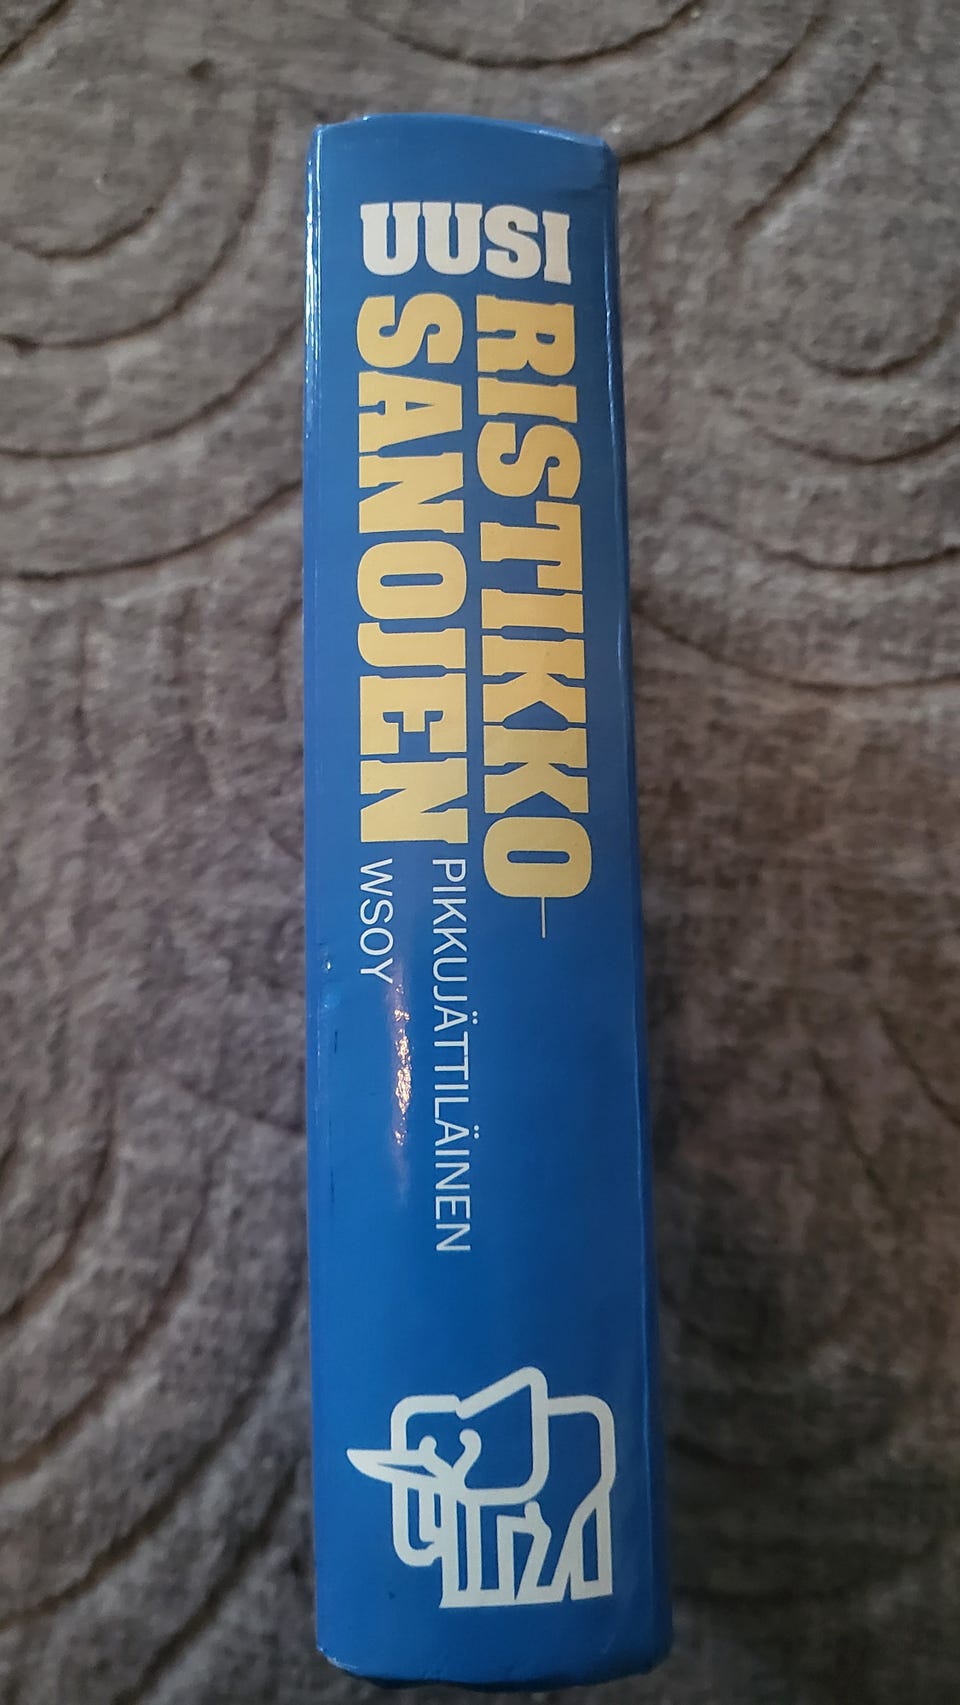 UUSI
RISTIKKO–
SANOJEN
PIKKUJÄTTILÄINEN
WSOY